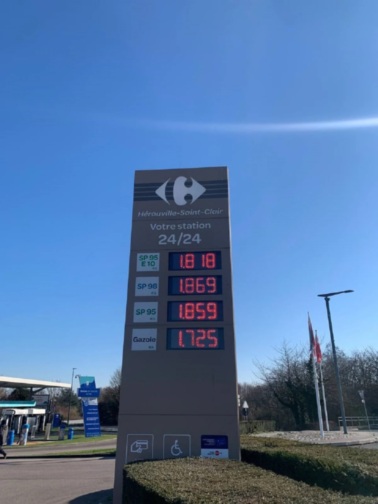 Hérouville-Saint-Clair
Votre station
24/24
SP 95
E 10
1.818
SP 98
1.869
SP 95
1.859
Gazole
1.725